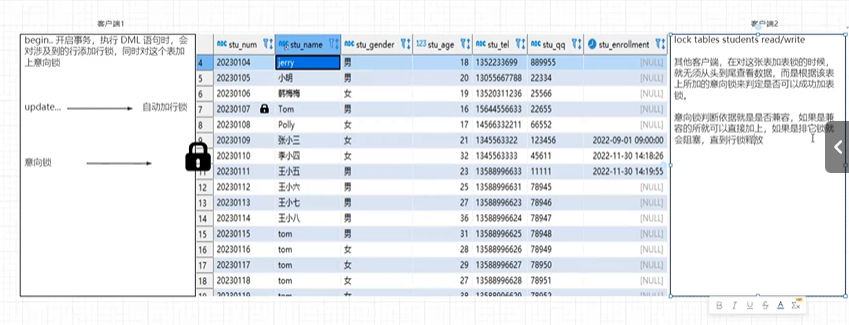 客户端1
客户端2
begin.. 开启事务，执行 DML 语句时，会
对涉及到的行添加行锁，同时对这个表加
上意向锁
update... 自动加行锁
意向锁
stu_num stu_name stu_gender stu_age stu_tel stu_qq stu_enrollment
4 20230104 jerry 男 18 1352233699 889955 [NULL]
5 20230105 小明 男 20 13055667788 22334 [NULL]
6 20230106 韩梅梅 女 19 13520311236 25566 [NULL]
7 20230107 Tom 男 16 15644556633 22655 [NULL]
8 20230108 Polly 女 17 14566332211 66552 [NULL]
9 20230109 张小三 女 21 1345563322 123456 2022-09-01 09:00:00
20230110 李小四 女 32 1345563333 45611 2022-11-30 14:18:26
11 20230111 王小五 男 23 13588996633 11111 2022-11-30 14:19:55
12 20230112 王小六 男 25 13588996631 78945 [NULL]
13 20230113 王小七 男 27 13588996623 78946 [NULL]
14 20230114 王小八 男 36 13588996624 78947 [NULL]
15 20230115 tom 男 31 13588996625 78948 [NULL]
16 20230116 tom 女 28 13588996626 78949 [NULL]
17 20230117 tom 女 29 13588996627 78950 [NULL]
18 20230118 tom 女 27 13588996628 78951 [NULL]
19 20230119 tom 男 38 13588996629 78952 [NULL]
lock tables students read/write
其他客户端，在对这张表加表锁的时候，
就无须从头到尾查看数据，而是根据该表
上所加的意向锁来判定是否可以成功加表
锁。
意向锁判断依据就是是否兼容，如果是兼
容的所就可以直接加上，如果是排它锁就
会阻塞，直到行锁释放
B I U S A